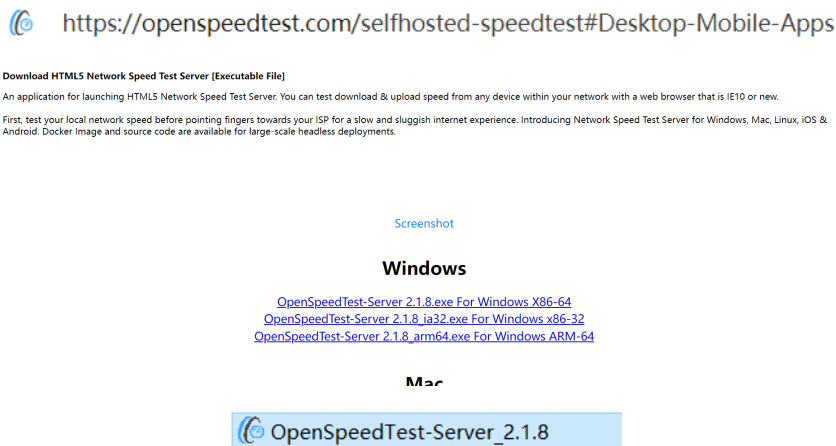 https://openspeedtest.com/selfhosted-speedtest#Desktop-Mobile-Apps
Download HTML5 Network Speed Test Server [Executable File]
An application for launching HTML5 Network Speed Test Server. You can test download & upload speed from any device within your network with a web browser that is IE10 or new.
First, test your local network speed before pointing fingers towards your ISP for a slow and sluggish internet experience. Introducing Network Speed Test Server for Windows, Mac, Linux, iOS &
Android. Docker Image and source code are available for large-scale headless deployments.
Screenshot
Windows
OpenSpeedTest-Server 2.1.8.exe For Windows X86-64
OpenSpeedTest-Server 2.1.8_ia32.exe For Windows x86-32
OpenSpeedTest-Server 2.1.8_arm64.exe For Windows ARM-64
Mac
OpenSpeedTest-Server_2.1.8